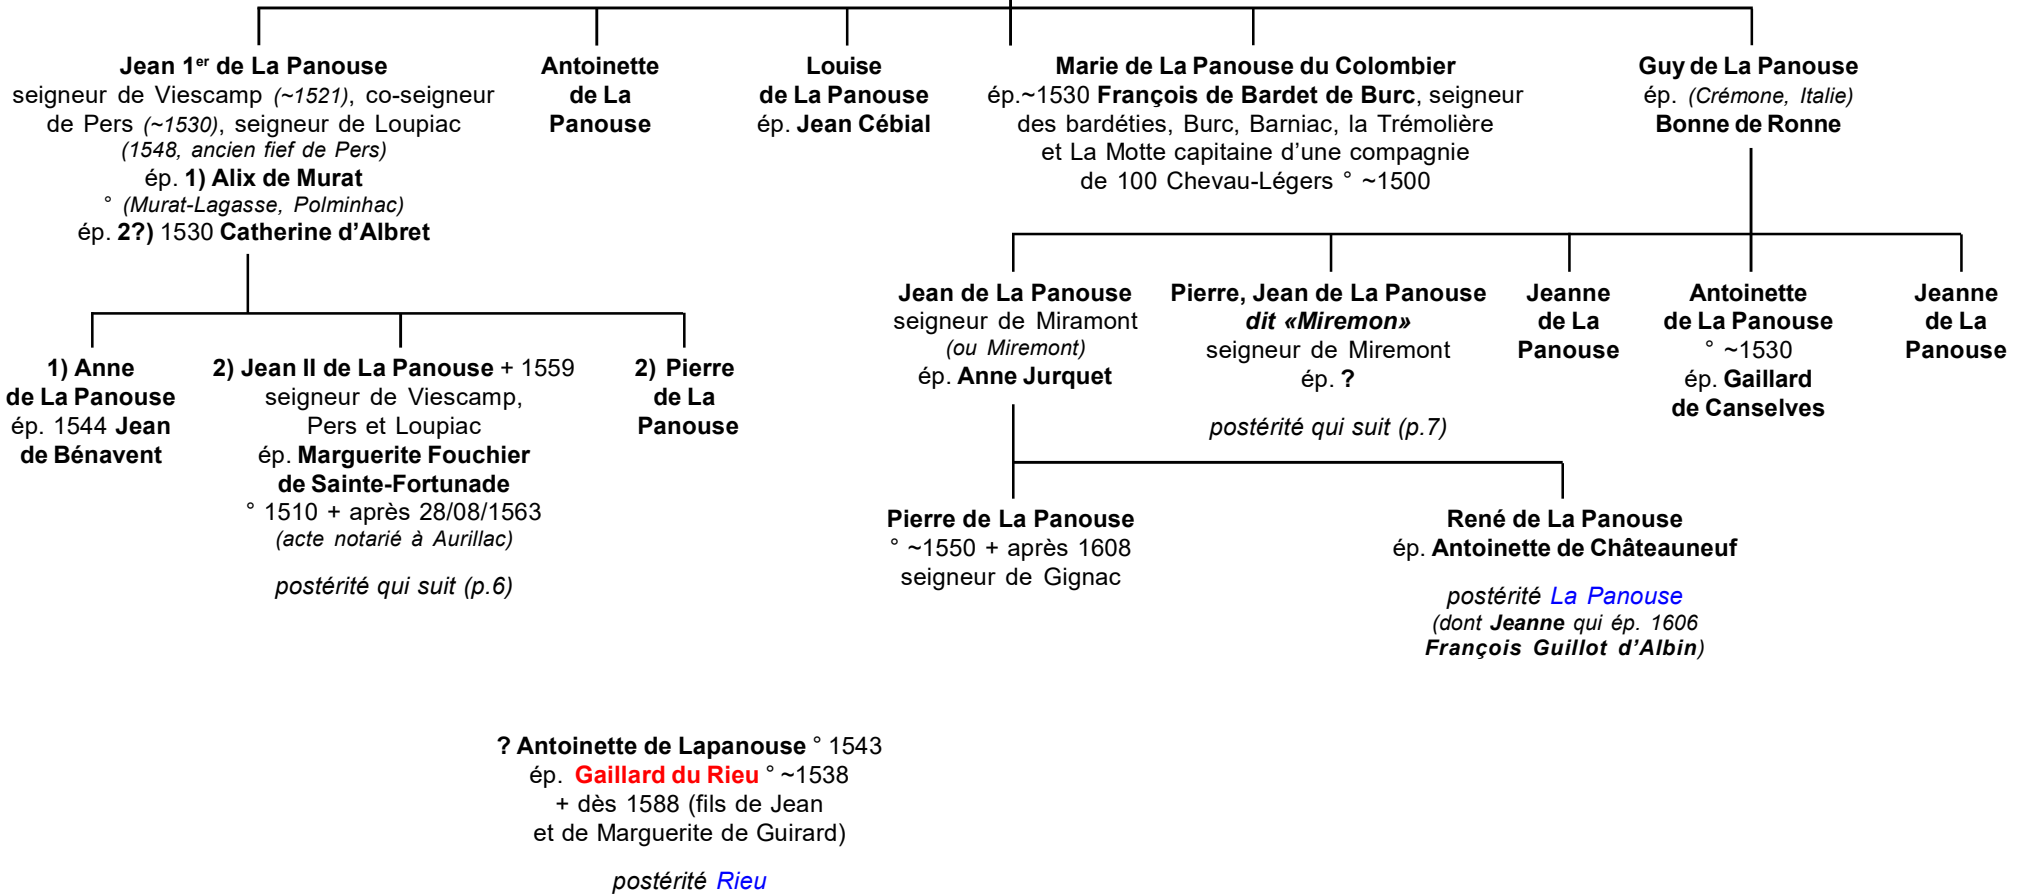 Jean 1er de La Panouse
seigneur de Viescamp (~1521), co-seigneur
de Pers (~1530), seigneur de Loupiac
(1548, ancien fief de Pers)
ép. 1) Alix de Murat
° (Murat-Lagasse, Polminhac)
ép. 2?) 1530 Catherine d’Albret
Antoinette
de La
Panouse
Louise
de La Panouse
ép. Jean Cébial
Marie de La Panouse du Colombier
ép.~1530 François de Bardet de Burc, seigneur
des bardéties, Burc, Barniac, la Trémolière
et La Motte capitaine d’une compagnie
de 100 Chevau-Légers ° ~1500
Guy de La Panouse
ép. (Crémone, Italie)
Bonne de Ronne
1) Anne
de La Panouse
ép. 1544 Jean
de Bénavent
2) Jean II de La Panouse + 1559
seigneur de Viescamp,
Pers et Loupiac
ép. Marguerite Fouchier
de Sainte-Fortunade
° 1510 + après 28/08/1563
(acte notarié à Aurillac)
postérité qui suit (p.6)
2) Pierre
de La
Panouse
Jean de La Panouse
seigneur de Miramont
(ou Miremont)
ép. Anne Jurquet
Pierre, Jean de La Panouse
dit «Miremon»
seigneur de Miremont
ép. ?
postérité qui suit (p.7)
Jeanne
de La
Panouse
Antoinette
de La Panouse
° ~1530
ép. Gaillard
de Canselves
Jeanne
de La
Panouse
Pierre de La Panouse
° ~1550 + après 1608
seigneur de Gignac
René de La Panouse
ép. Antoinette de Châteauneuf
postérité La Panouse
(dont Jeanne qui ép. 1606
François Guillot d’Albin)
? Antoinette de Lapanouse ° 1543
ép. Gaillard du Rieu ° ~1538
+ dès 1588 (fils de Jean
et de Marguerite de Guirard)
postérité Rieu